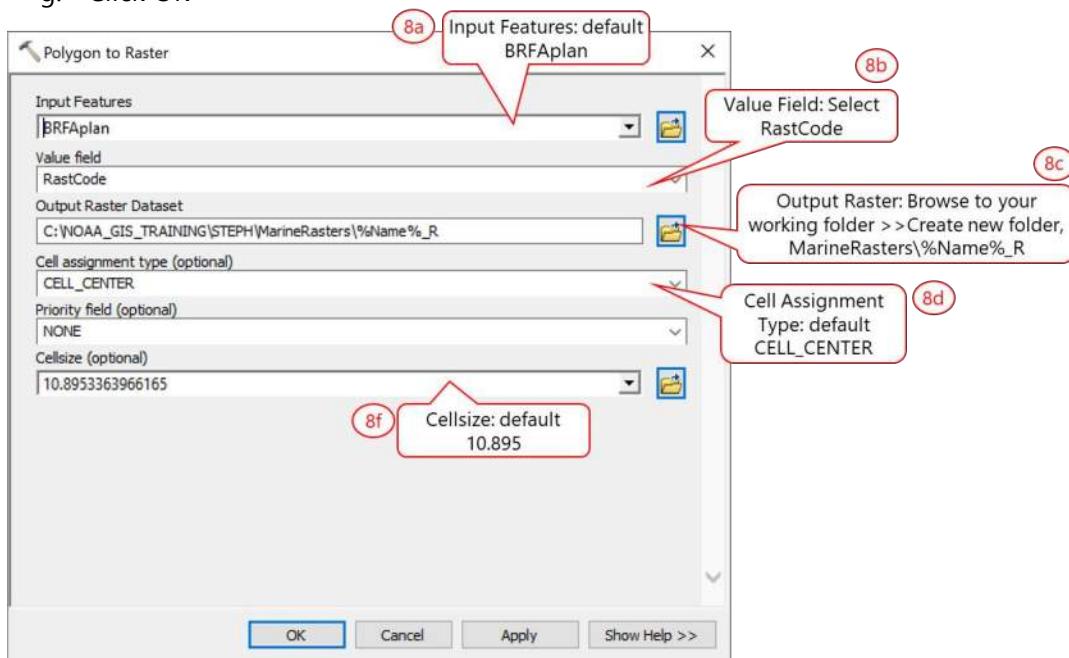 g. Click OK
8a
Input Features: default
BRFAplan
Polygon to Raster
8b
Input Features
BRFAplan
Value Field: Select
RastCode
Value field
RastCode
8c
Output Raster Dataset
C:\NOAA_GIS_TRAINING\STEPH\MarineRasters\%Name%_R
Output Raster: Browse to your
working folder >>Create new folder,
MarineRasters\%Name%_R
Cell assignment type (optional)
CELL_CENTER
Cell Assignment
Type: default
CELL_CENTER
8d
Priority field (optional)
NONE
Cellsize (optional)
10.8953363966165
8f
Cellsize: default
10.895
OK Cancel Apply Show Help >>